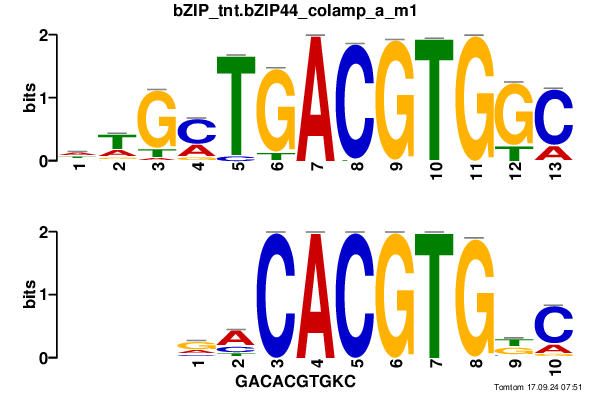 bZIP_tnt.bZIP44_colamp_a_m1
2
1
0
bits
TGCTGACGTGGC
1 2 3 4 5 6 7 8 9 10 11 12 13
2
1
0
bits
GACACGTGTC
1 2 3 4 5 6 7 8 9 10
GACACGTGKC
Tomtom 17.09.24 07:51